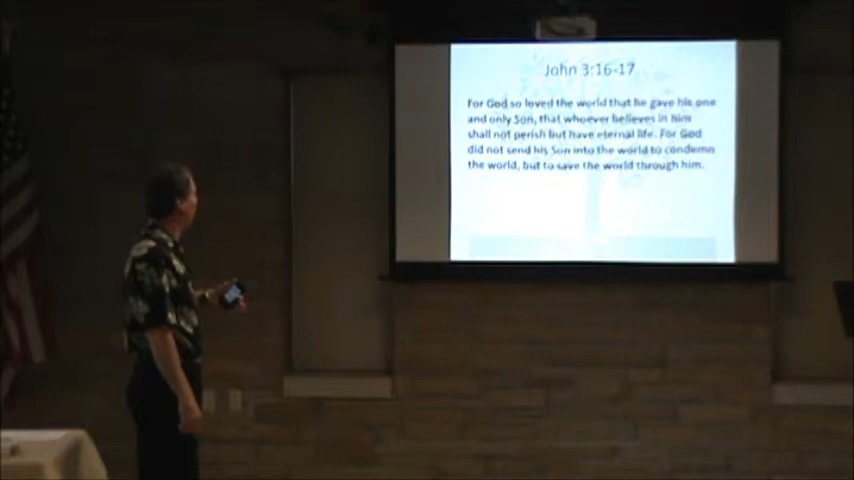 John 3:16-17
For God so loved the world that he gave his one
and only Son, that whoever believes in him
shall not perish but have eternal life. For God
did not send his Son into the world to condemn
the world, but to save the world through him.